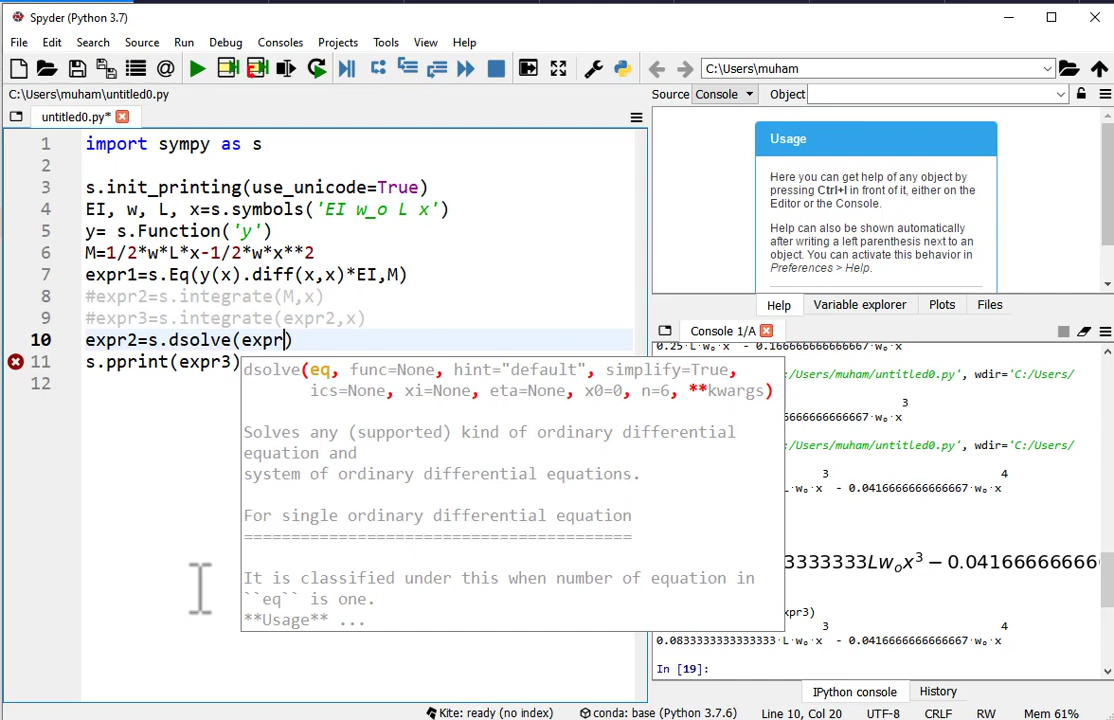 Spyder (Python 3.7)
File Edit Search Source Run Debug Consoles Projects Tools View Help
C:\Users\muham
C:\Users\muham\untitled0.py
untitled0.py*
1 import sympy as s
2
3 s.init_printing(use_unicode=True)
4 EI, w, L, x=s.symbols('EI w_o L x')
5 y= s.Function('y')
6 M=1/2*w*L*x-1/2*w*x**2
7 expr1=s.Eq(y(x).diff(x,x)*EI,M)
8 #expr2=s.integrate(M,x)
9 #expr3=s.integrate(expr2,x)
10 expr2=s.dsolve(expr)
11 s.pprint(expr3)
12
dsolve(eq, func=None, hint="default", simplify=True,
ics=None, xi=None, eta=None, x0=0, n=6, **kwargs)
Solves any (supported) kind of ordinary differential
equation and
system of ordinary differential equations.
For single ordinary differential equation
=========================================
It is classified under this when number of equation in
``eq`` is one.
**Usage** ...
Source Console Object
Usage
Here you can get help of any object by
pressing Ctrl+I in front of it, either on the
Editor or the Console.
Help can also be shown automatically
after writing a left parenthesis next to an
object. You can activate this behavior in
Preferences > Help.
Help Variable explorer Plots Files
Console 1/A
0.25·L·wₒ·x  - 0.166666666666667·wₒ·x
:/Users/muham/untitled0.py', wdir='C:/Users/
3
66666666666667·wₒ·x
:/Users/muham/untitled0.py', wdir='C:/Users/
3 4
L·wₒ·x  - 0.0416666666666667·wₒ·x
3333333Lwₒx³ − 0.04166666666
xpr3)
3 4
0.0833333333333333·L·wₒ·x  - 0.0416666666666667·wₒ·x
In [19]:
IPython console History
Kite: ready (no index) conda: base (Python 3.7.6) Line 10, Col 20 UTF-8 CRLF RW Mem 61%